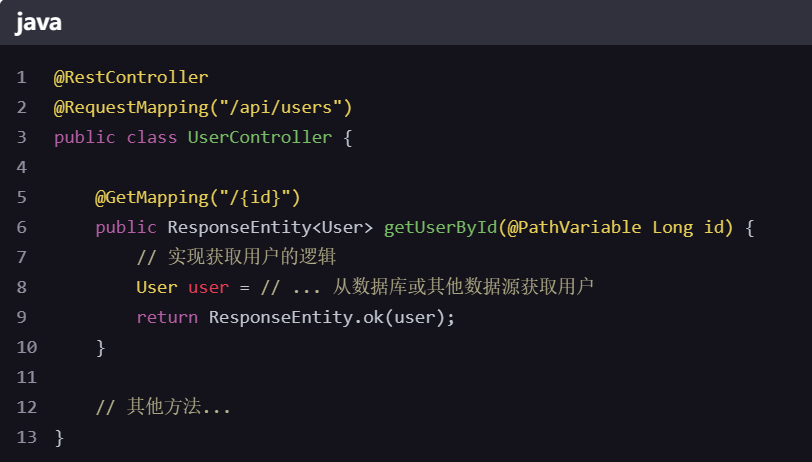 java
1 @RestController
2 @RequestMapping("/api/users")
3 public class UserController {
4
5     @GetMapping("/{id}")
6     public ResponseEntity<User> getUserById(@PathVariable Long id) {
7         // 实现获取用户的逻辑
8         User user = // ... 从数据库或其他数据源获取用户
9         return ResponseEntity.ok(user);
10     }
11
12     // 其他方法...
13 }